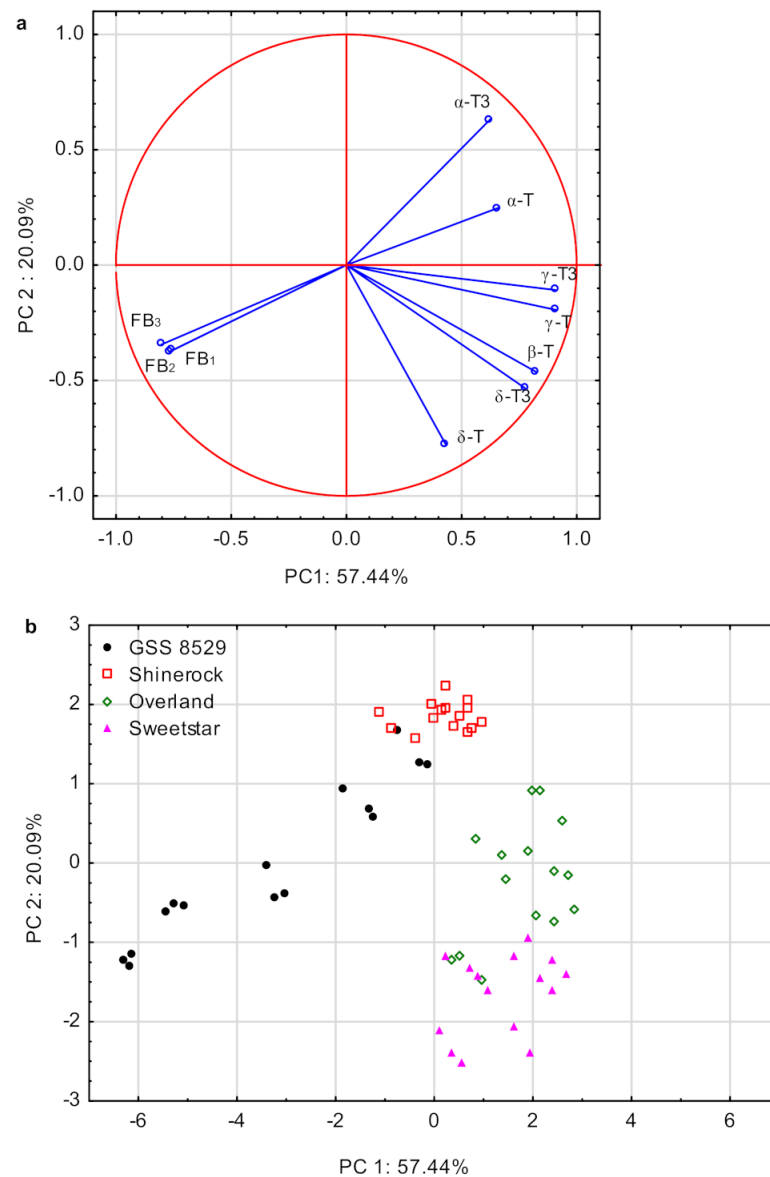 a
1.0
0.5
0.0
-0.5
-1.0
PC 2 : 20.09%
α-T3
α-T
γ-T3
γ-T
β-T
δ-T3
δ-T
FB₃
FB₂ FB₁
-1.0 -0.5 0.0 0.5 1.0
PC1: 57.44%
b
GSS 8529
Shinerock
Overland
Sweetstar
3
2
1
0
-1
-2
-3
PC 2: 20.09%
-6 -4 -2 0 2 4 6
PC 1: 57.44%